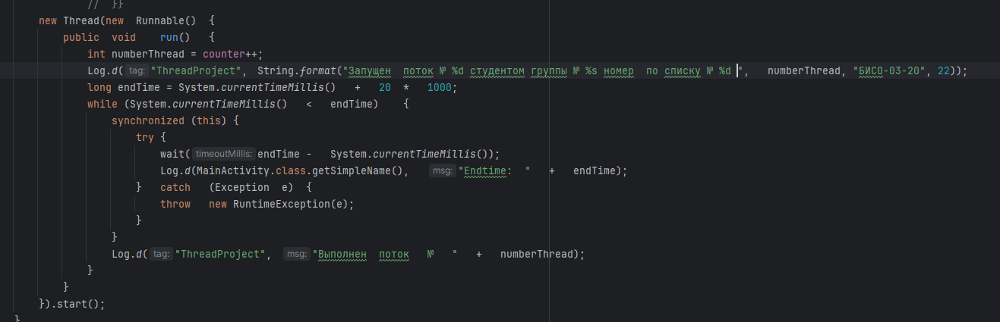 // }}
new Thread(new Runnable() {
public void run() {
int numberThread = counter++;
Log.d( tag: "ThreadProject", String.format("Запущен поток № %d студентом группы № %s номер по списку № %d ", numberThread, "БИСО-03-20", 22));
long endTime = System.currentTimeMillis() + 20 * 1000;
while (System.currentTimeMillis() < endTime) {
synchronized (this) {
try {
wait( timeoutMillis: endTime - System.currentTimeMillis());
Log.d(MainActivity.class.getSimpleName(), msg: "Endtime: " + endTime);
} catch (Exception e) {
throw new RuntimeException(e);
}
}
Log.d( tag: "ThreadProject", msg: "Выполнен поток № " + numberThread);
}
}
}).start();
}